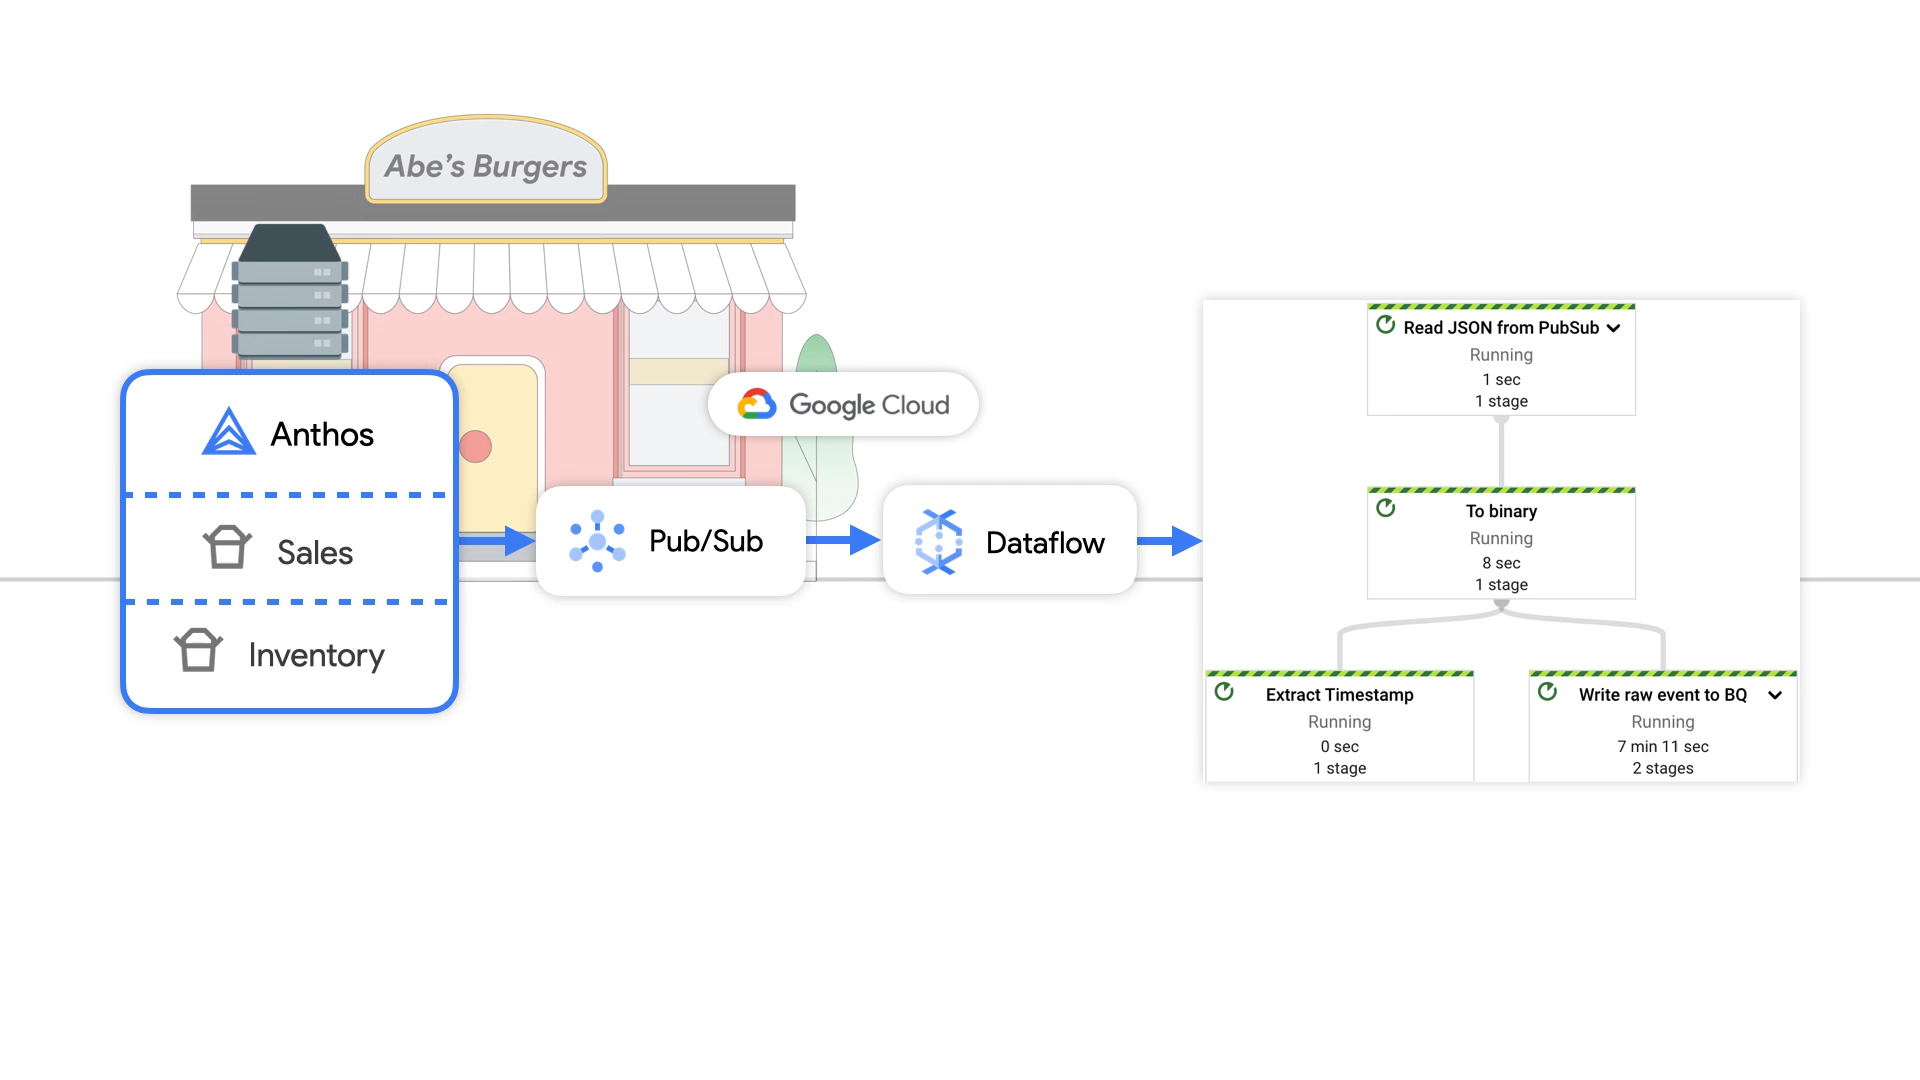 Abe's Burgers
Anthos
Sales
Inventory
Google Cloud
Pub/Sub
Dataflow
Read JSON from PubSub
Running
1 sec
1 stage
To binary
Running
8 sec
1 stage
Extract Timestamp
Running
0 sec
1 stage
Write raw event to BQ
Running
7 min 11 sec
2 stages